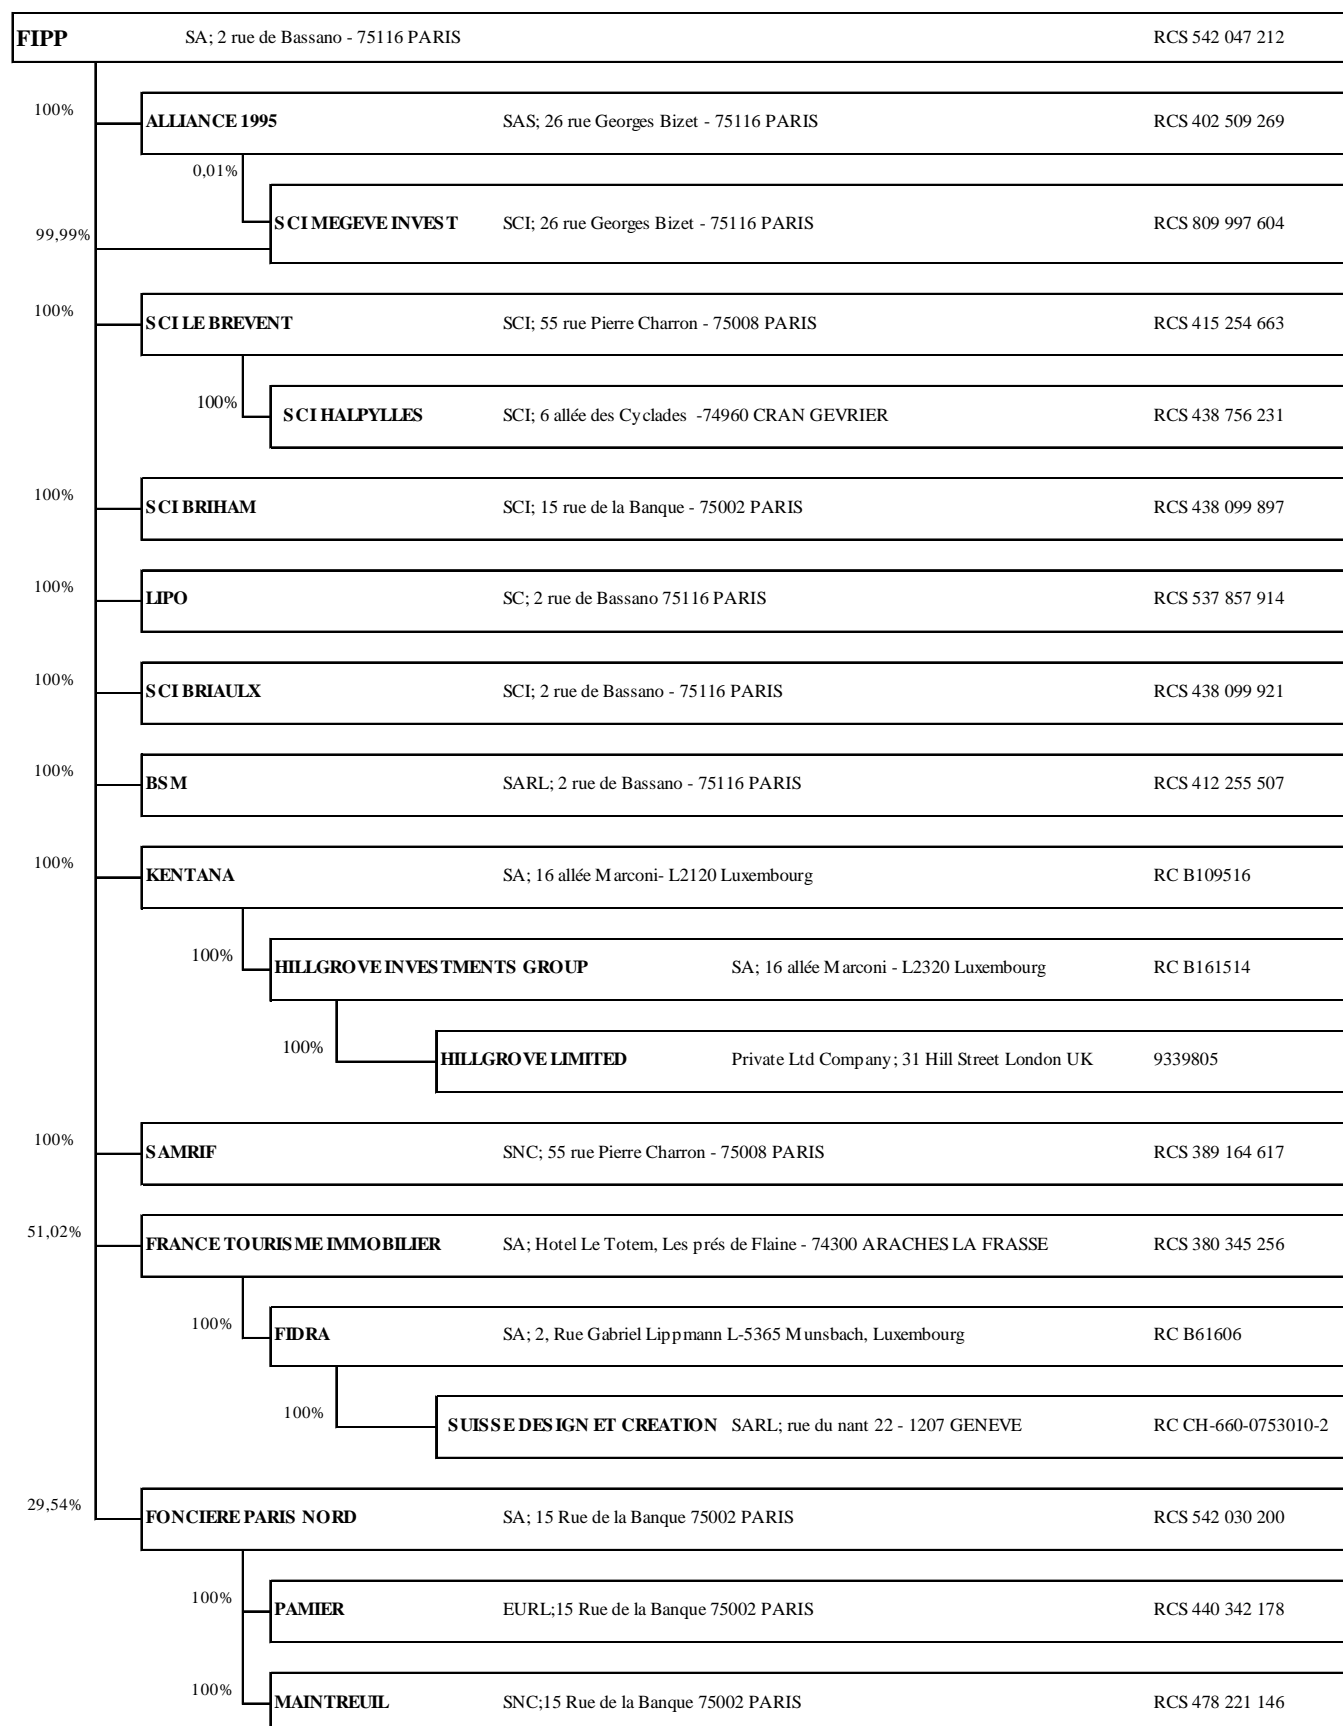 FIPP SA; 2 rue de Bassano - 75116 PARIS RCS 542 047 212
100% ALLIANCE 1995 SAS; 26 rue Georges Bizet - 75116 PARIS RCS 402 509 269
0,01%
SCI MEGEVE INVEST SCI; 26 rue Georges Bizet - 75116 PARIS RCS 809 997 604
99,99%
100% SCI LE BREVENT SCI; 55 rue Pierre Charron - 75008 PARIS RCS 415 254 663
100% SCI HALPYLLES SCI; 6 allée des Cyclades -74960 CRAN GEVRIER RCS 438 756 231
100% SCI BRIHAM SCI; 15 rue de la Banque - 75002 PARIS RCS 438 099 897
100% LIPO SC; 2 rue de Bassano 75116 PARIS RCS 537 857 914
100% SCI BRIAULX SCI; 2 rue de Bassano - 75116 PARIS RCS 438 099 921
100% BSM SARL; 2 rue de Bassano - 75116 PARIS RCS 412 255 507
100% KENTANA SA; 16 allée Marconi- L2120 Luxembourg RC B109516
100% HILLGROVE INVESTMENTS GROUP SA; 16 allée Marconi - L2320 Luxembourg RC B161514
100% HILLGROVE LIMITED Private Ltd Company; 31 Hill Street London UK 9339805
100% SAMRIF SNC; 55 rue Pierre Charron - 75008 PARIS RCS 389 164 617
51,02% FRANCE TOURISME IMMOBILIER SA; Hotel Le Totem, Les prés de Flaine - 74300 ARACHES LA FRASSE RCS 380 345 256
100% FIDRA SA; 2, Rue Gabriel Lippmann L-5365 Munsbach, Luxembourg RC B61606
100% SUISSE DESIGN ET CREATION SARL; rue du nant 22 - 1207 GENEVE RC CH-660-0753010-2
29,54% FONCIERE PARIS NORD SA; 15 Rue de la Banque 75002 PARIS RCS 542 030 200
100% PAMIER EURL;15 Rue de la Banque 75002 PARIS RCS 440 342 178
100% MAINTREUIL SNC;15 Rue de la Banque 75002 PARIS RCS 478 221 146